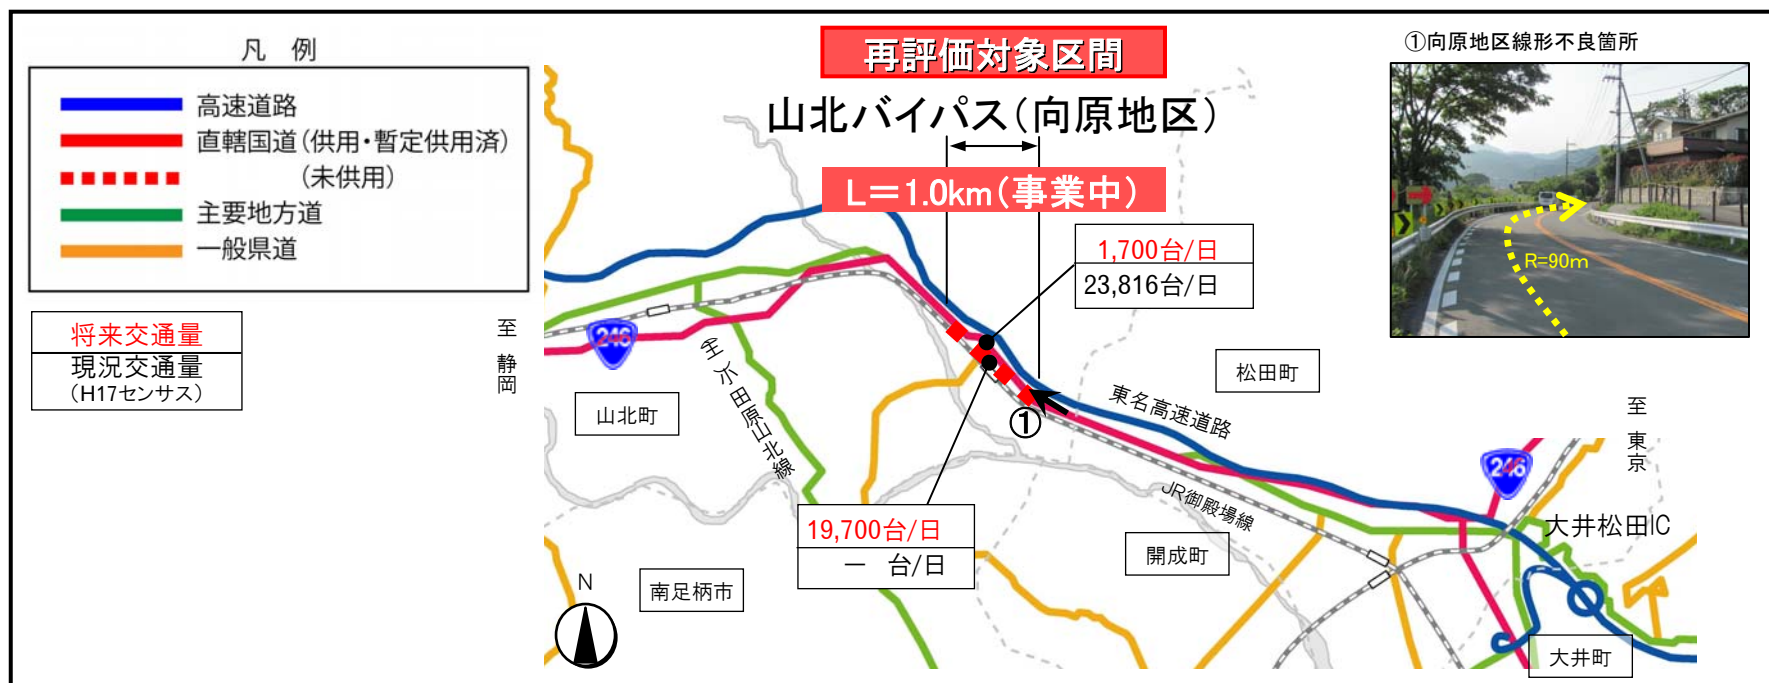 凡 例
高速道路
直轄国道(供用・暫定供用済)
(未供用)
主要地方道
一般県道
将来交通量
現況交通量
(H17センサス)
再評価対象区間
山北バイパス(向原地区)
L=1.0km(事業中)
1,700台/日
23,816台/日
19,700台/日
― 台/日
①向原地区線形不良箇所
R=90m
至 静岡
246
山北町
(主)小田原山北線
南足柄市
N
①
東名高速道路
松田町
JR御殿場線
開成町
至 東京
246
大井松田IC
大井町